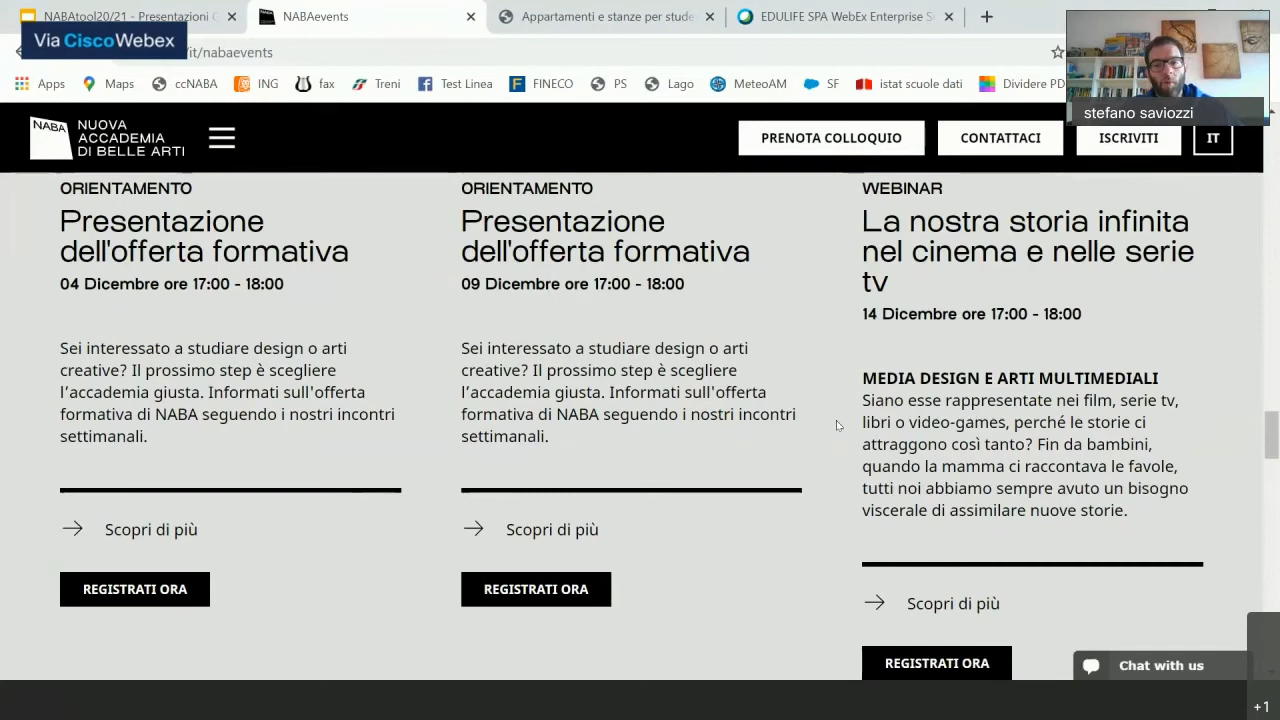 NABAtool20/21 - Presentazioni
NABAevents
Appartamenti e stanze per stude
EDULIFE SPA WebEx Enterprise S
Via CiscoWebex
/it/nabaevents
Apps
Maps
ccNABA
ING
fax
Treni
Test Linea
FINECO
PS
Lago
MeteoAM
SF
istat scuole dati
Dividere PD
stefano saviozzi
NABA
NUOVA
ACCADEMIA
DI BELLE ARTI
PRENOTA COLLOQUIO
CONTATTACI
ISCRIVITI
IT
ORIENTAMENTO
Presentazione
dell'offerta formativa
04 Dicembre ore 17:00 - 18:00
Sei interessato a studiare design o arti
creative? Il prossimo step è scegliere
l’accademia giusta. Informati sull'offerta
formativa di NABA seguendo i nostri incontri
settimanali.
Scopri di più
REGISTRATI ORA
ORIENTAMENTO
Presentazione
dell'offerta formativa
09 Dicembre ore 17:00 - 18:00
Sei interessato a studiare design o arti
creative? Il prossimo step è scegliere
l’accademia giusta. Informati sull'offerta
formativa di NABA seguendo i nostri incontri
settimanali.
Scopri di più
REGISTRATI ORA
WEBINAR
La nostra storia infinita
nel cinema e nelle serie
tv
14 Dicembre ore 17:00 - 18:00
MEDIA DESIGN E ARTI MULTIMEDIALI
Siano esse rappresentate nei film, serie tv,
libri o video-games, perché le storie ci
attraggono così tanto? Fin da bambini,
quando la mamma ci raccontava le favole,
tutti noi abbiamo sempre avuto un bisogno
viscerale di assimilare nuove storie.
Scopri di più
REGISTRATI ORA
Chat with us
+1